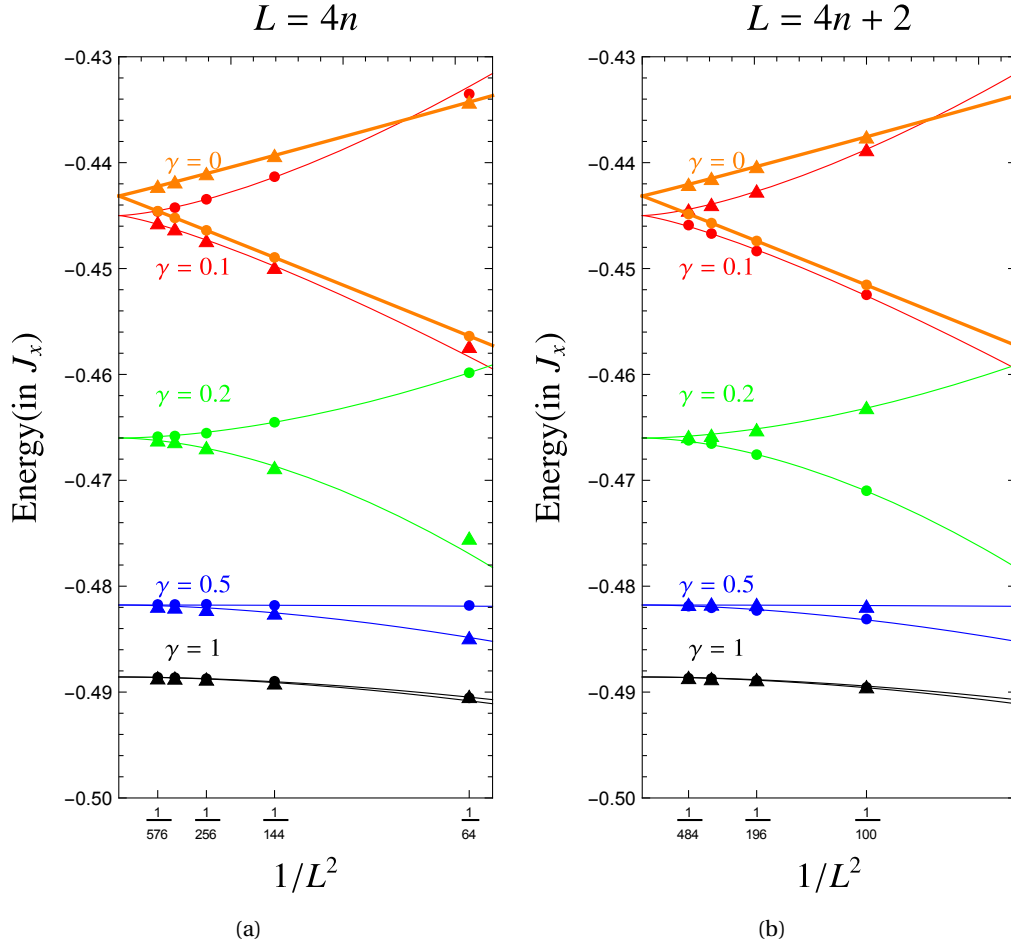 L = 4n
−0.43
−0.44
−0.45
−0.46
−0.47
−0.48
−0.49
−0.50
Energy(in Jₓ)
γ = 0
γ = 0.1
γ = 0.2
γ = 0.5
γ = 1
1/576
1/256
1/144
1/64
1/L²
(a)
L = 4n + 2
−0.43
−0.44
−0.45
−0.46
−0.47
−0.48
−0.49
−0.50
Energy(in Jₓ)
γ = 0
γ = 0.1
γ = 0.2
γ = 0.5
γ = 1
1/484
1/196
1/100
1/L²
(b)